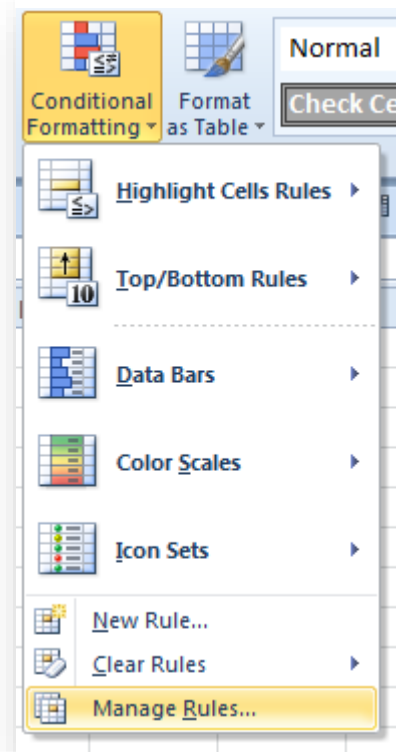 Normal
Conditional Formatting
Format as Table
Check Ce
Highlight Cells Rules
10
Top/Bottom Rules
Data Bars
Color Scales
Icon Sets
New Rule...
Clear Rules
Manage Rules...